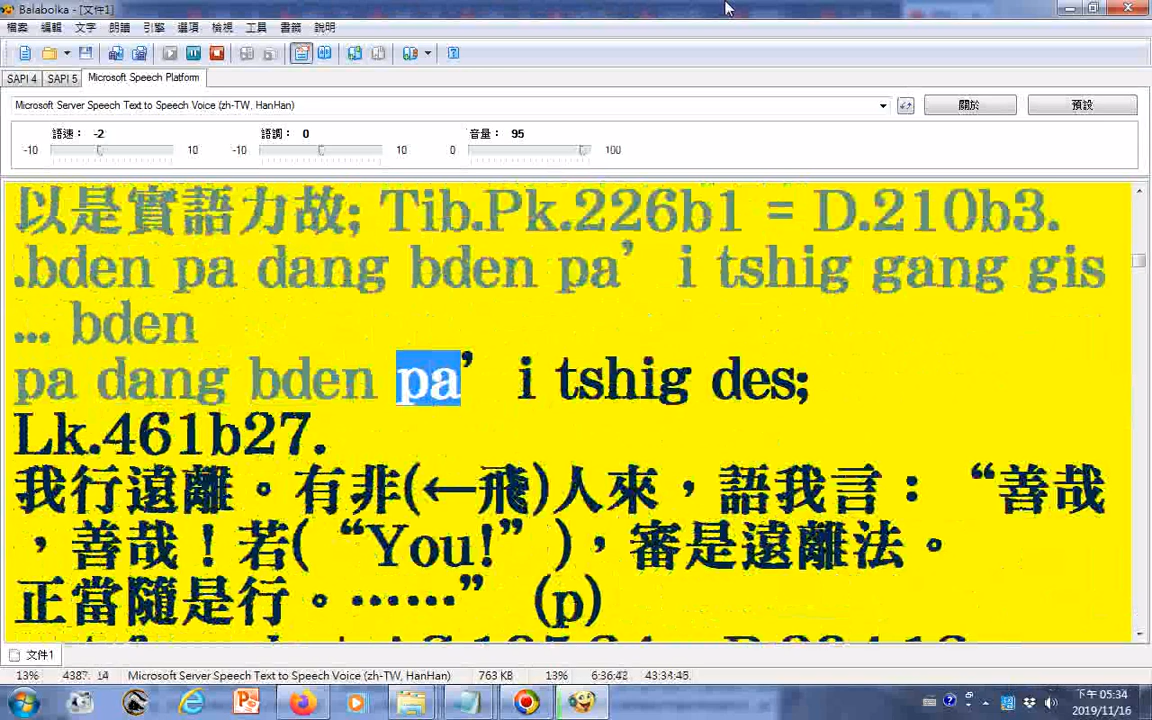 Balabolka - [文件1]
檔案 編輯 文字 朗讀 引擎 選項 檢視 工具 書籤 說明
SAPI 4 SAPI 5 Microsoft Speech Platform
Microsoft Server Speech Text to Speech Voice (zh-TW, HanHan) 關於 預設
語速： -2 語調： 0 音量： 95
-10 10 -10 10 0 100
以是實語力故; Tib.Pk.226b1 = D.210b3.
.bden pa dang bden pa’i tshig gang gis
... bden
pa dang bden pa’i tshig des;
Lk.461b27.
我行遠離。有非(←飛)人來，語我言：“善哉
，善哉！若(“You!”)，審是遠離法。
正當隨是行。……” (p)
文件1
13% 4387: 14 Microsoft Server Speech Text to Speech Voice (zh-TW, HanHan) 763 KB 13% 6:36:42 43:34:45.
下午 05:34
2019/11/16